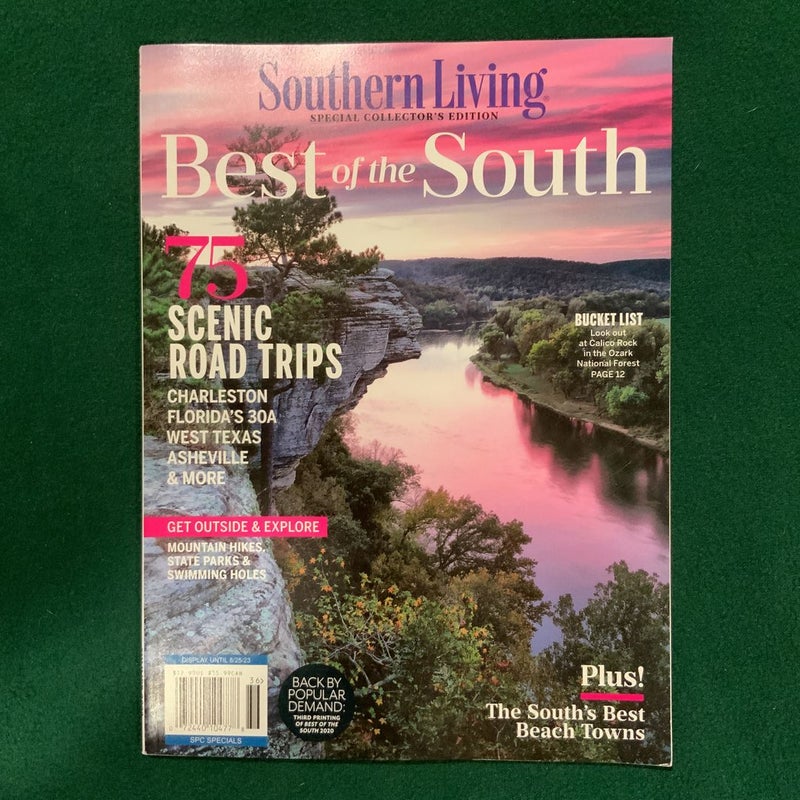 Southern Living
SPECIAL COLLECTOR'S EDITION
Best of the South
75
SCENIC
ROAD TRIPS
CHARLESTON
FLORIDA'S 30A
WEST TEXAS
ASHEVILLE
& MORE
BUCKET LIST
Look out
at Calico Rock
in the Ozark
National Forest
PAGE 12
GET OUTSIDE & EXPLORE
MOUNTAIN HIKES,
STATE PARKS &
SWIMMING HOLES
DISPLAY UNTIL 8/25/23
36
SPC SPECIALS
BACK BY
POPULAR
DEMAND:
THIRD PRINTING
OF BEST OF THE
SOUTH 2020
Plus!
The South's Best
Beach Towns